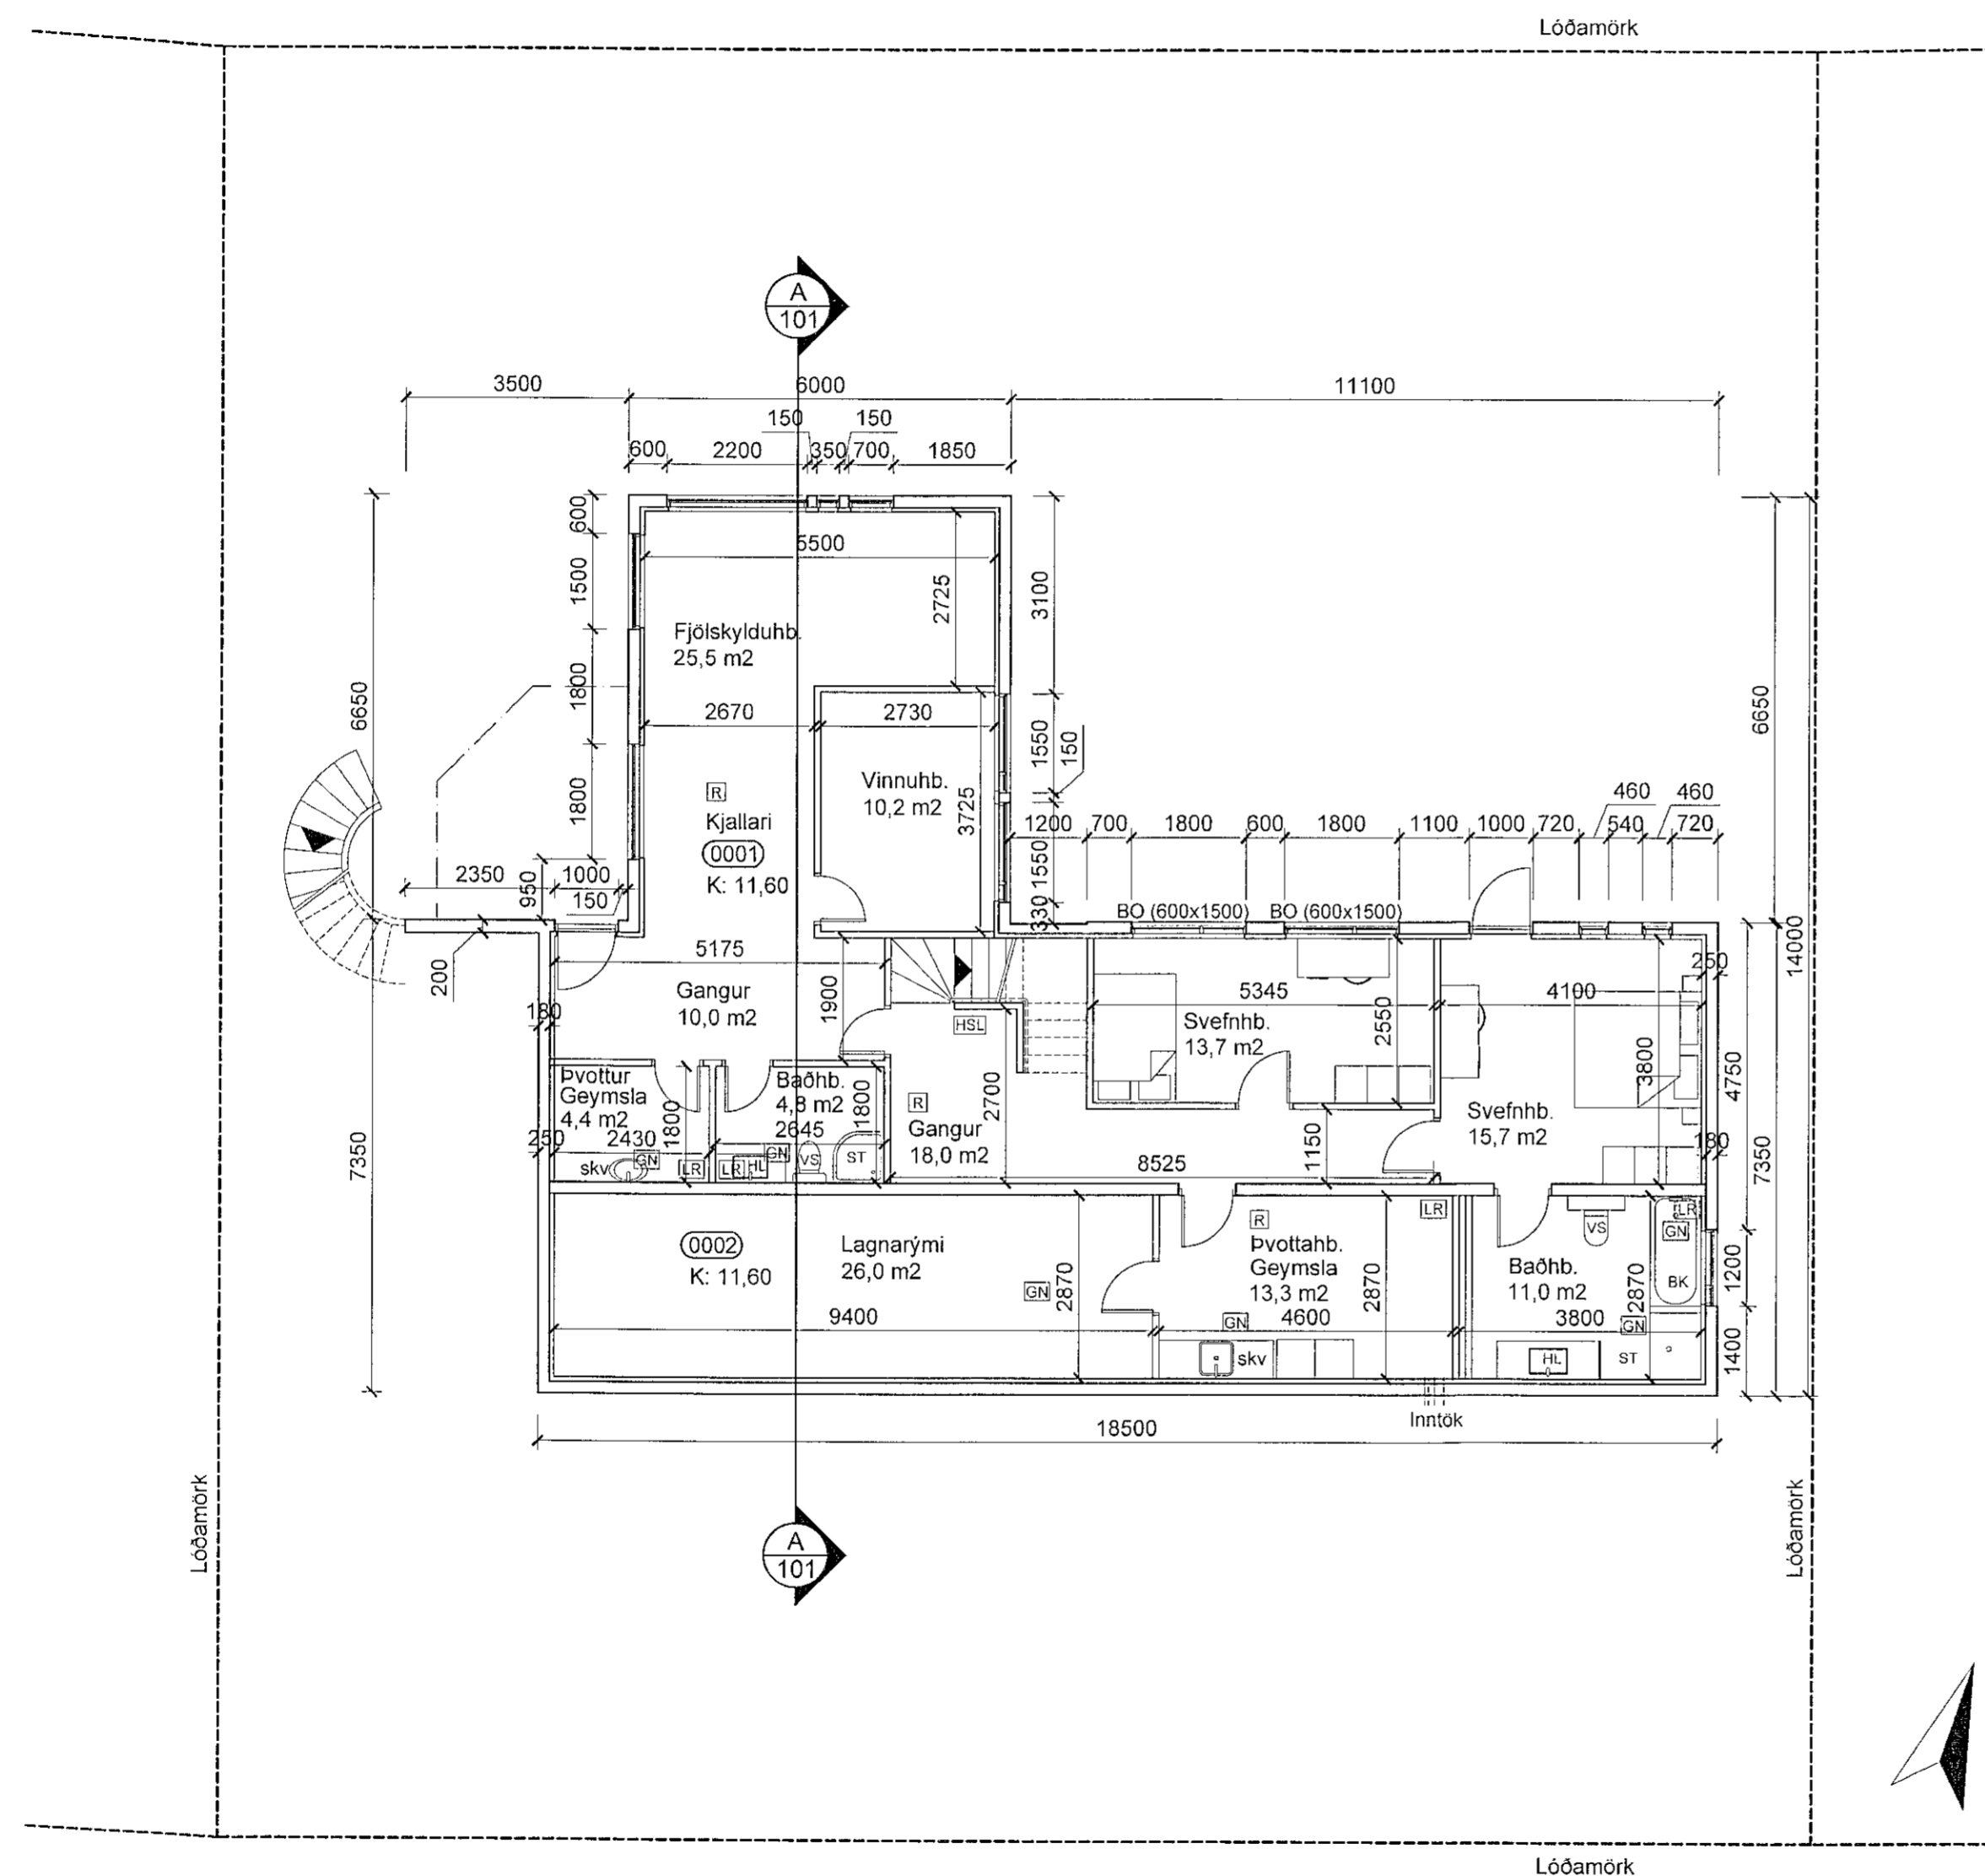 Lóðamörk
A
101
3500
6000
11100
150
150
600
2200
350
700
1850
600
1500
1800
1800
6650
5500
2725
3100
Fjölskylduhb.
25,5 m2
2670
2730
1550
150
6650
Vinnuhb.
10,2 m2
3725
R
Kjallari
0001
K: 11,60
460
460
1200
700
1800
600
1800
1100
1000
720
540
720
1550
330
2350
950
1000
150
BO (600x1500)
BO (600x1500)
14000
200
5175
1900
180
Gangur
10,0 m2
HSL
5345
2550
Svefnhb.
13,7 m2
250
4100
3800
4750
Þvottur
Geymsla
4,4 m2
1800
250
2430
skv
GN
LR
Baðhb.
4,8 m2
1800
2645
LR
HL
GN
VS
ST
R
Gangur
18,0 m2
2700
8525
1150
Svefnhb.
15,7 m2
180
7350
7350
0002
K: 11,60
Lagnarými
26,0 m2
GN
2870
9400
R
Þvottahb.
Geymsla
13,3 m2
LR
2870
GN
4600
skv
VS
LR
GN
Baðhb.
11,0 m2
2870
BK
1200
3800
GN
HL
ST
1400
Inntök
18500
Lóðamörk
Lóðamörk
A
101
Lóðamörk